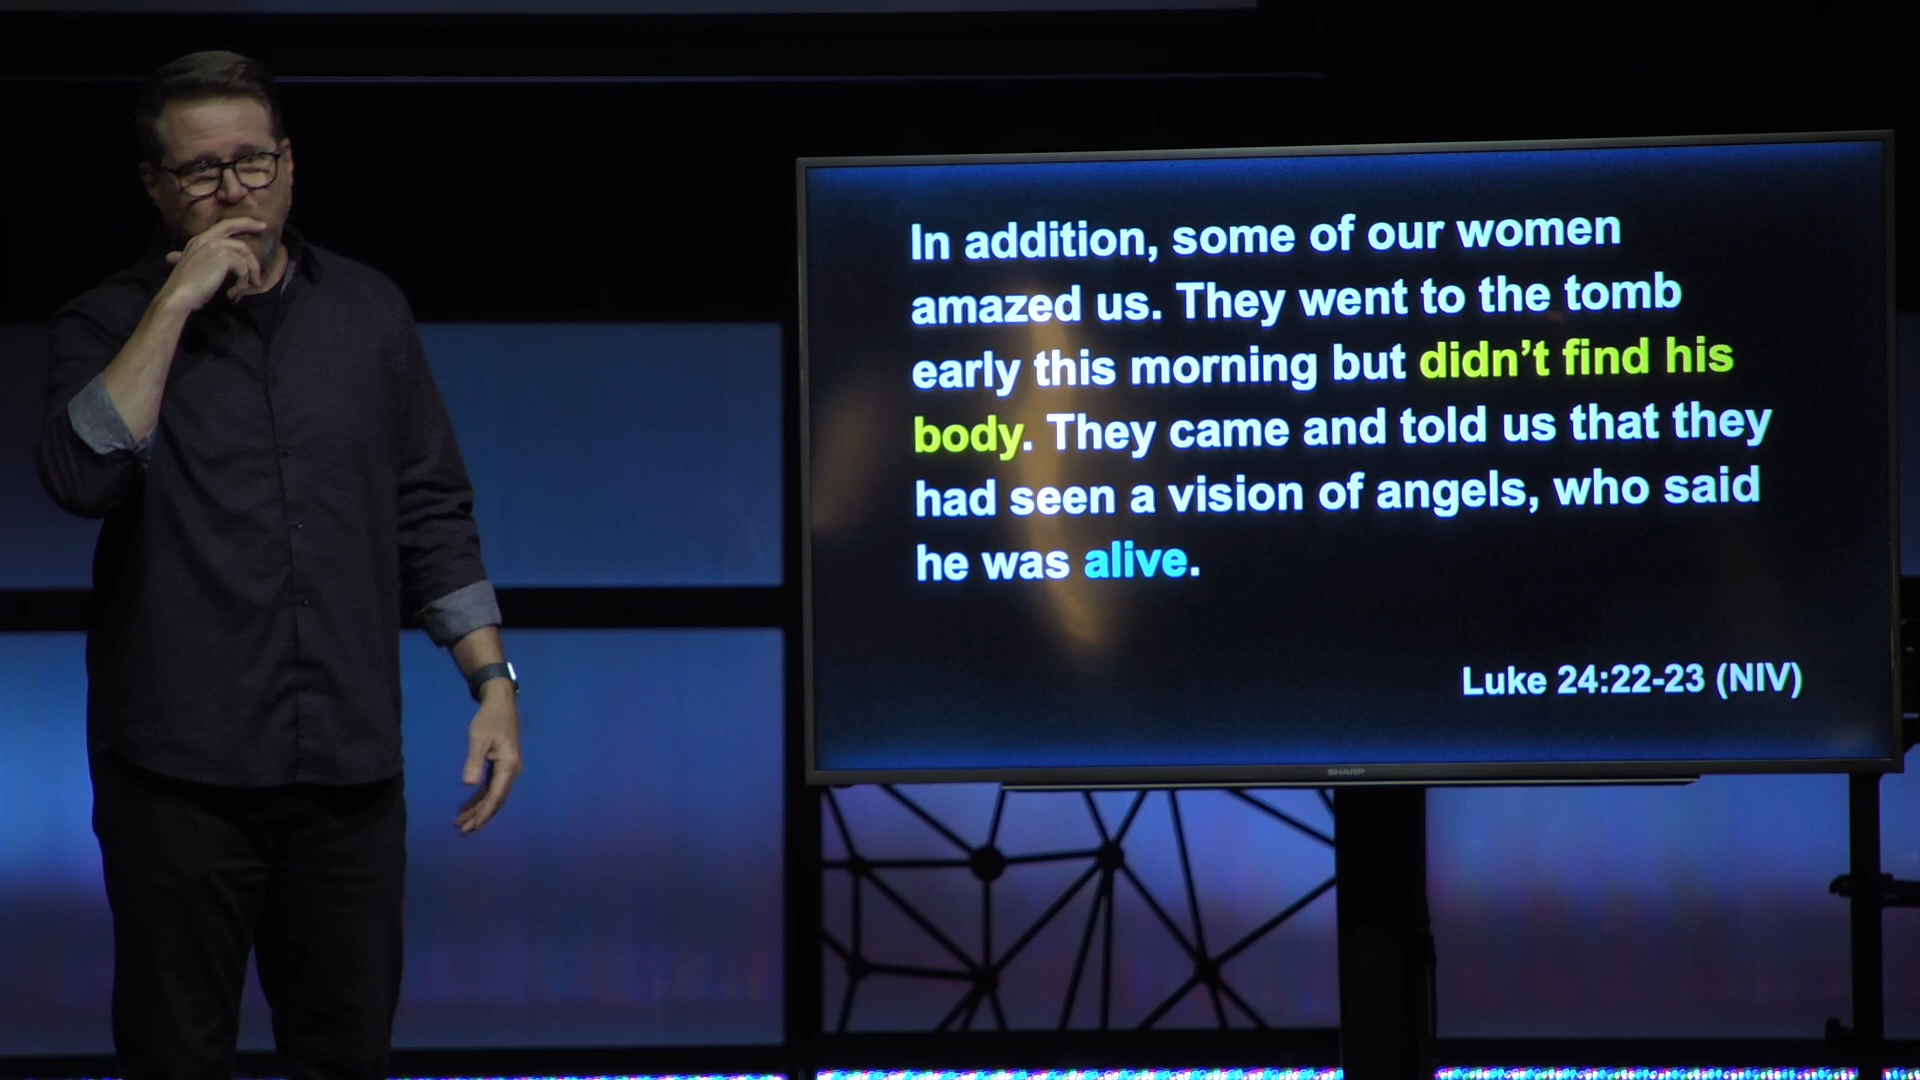 In addition, some of our women
amazed us. They went to the tomb
early this morning but didn’t find his
body. They came and told us that they
had seen a vision of angels, who said
he was alive.
Luke 24:22-23 (NIV)
SHARP